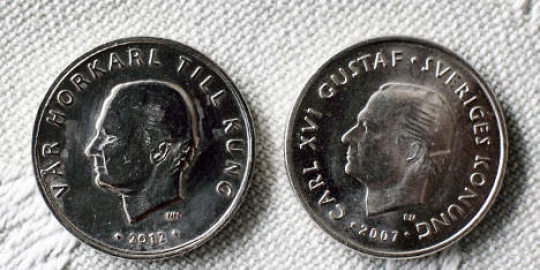 VÅR HORKARL TILL KUNG
• 2012 •
CARL XVI GUSTAF • SVERIGES KONUNG
• 2007 •